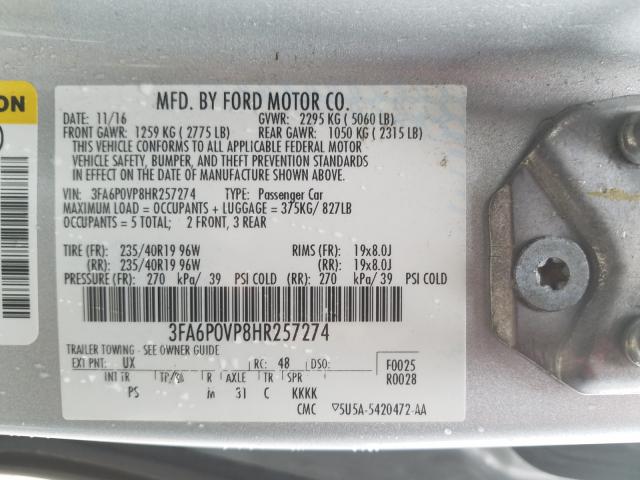 ON
MFD. BY FORD MOTOR CO.
DATE: 11/16 GVWR: 2295 KG ( 5060 LB)
FRONT GAWR: 1259 KG ( 2775 LB) REAR GAWR: 1050 KG ( 2315 LB)
THIS VEHICLE CONFORMS TO ALL APPLICABLE FEDERAL MOTOR
VEHICLE SAFETY, BUMPER, AND THEFT PREVENTION STANDARDS
IN EFFECT ON THE DATE OF MANUFACTURE SHOWN ABOVE.
VIN: 3FA6P0VP8HR257274 TYPE: Passenger Car
MAXIMUM LOAD = OCCUPANTS + LUGGAGE = 375KG/ 827LB
OCCUPANTS = 5 TOTAL; 2 FRONT, 3 REAR
TIRE (FR): 235/40R19 96W RIMS (FR): 19x8.0J
(RR): 235/40R19 96W (RR): 19x8.0J
PRESSURE (FR): 270 kPa/ 39 PSI COLD (RR): 270 kPa/ 39 PSI COLD
3FA6P0VP8HR257274
TRAILER TOWING - SEE OWNER GUIDE
EXT PNT: UX RC: 48 DSO: F0025
R0028
INT TR R AXLE TR SPR
PS 31 C KKKK
CMC ▽5U5A-5420472-AA